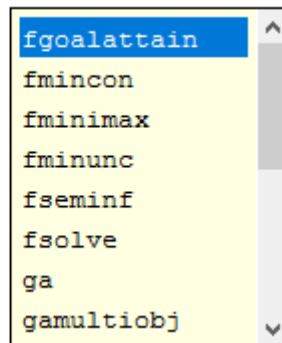 fgoalattain
fmincon
fminimax
fminunc
fseminf
fsolve
ga
gamultiobj